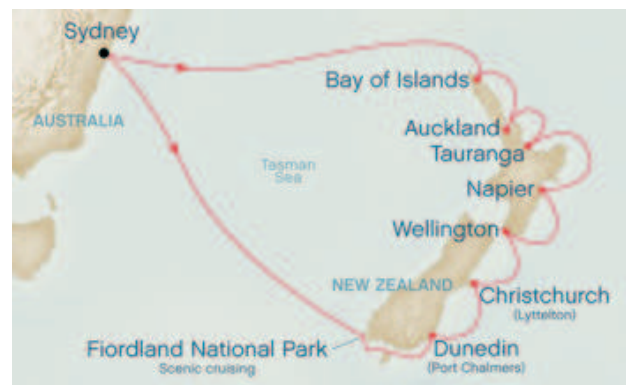 Sydney
Bay of Islands
AUSTRALIA
Auckland
Tauranga
Tasman
Sea
Napier
Wellington
NEW ZEALAND
Christchurch
(Lyttelton)
Fiordland National Park
Scenic cruising
Dunedin
(Port Chalmers)